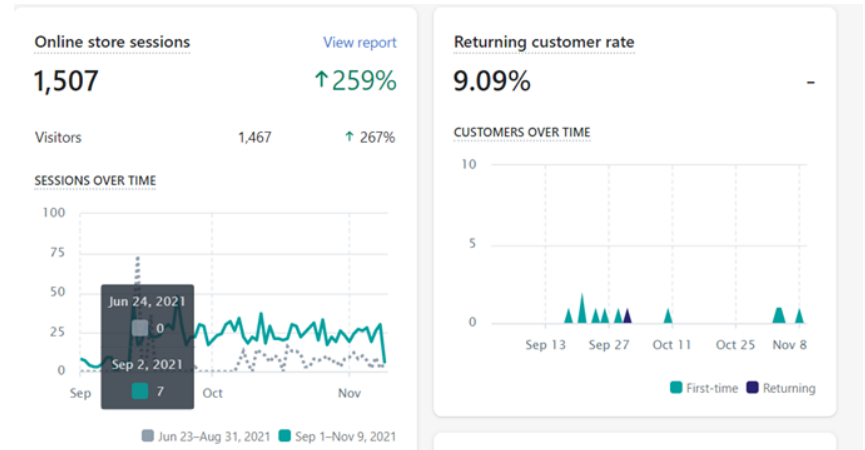 Online store sessions
View report
1,507
↑259%
Visitors
1,467
↑ 267%
SESSIONS OVER TIME
100
75
50
25
0
Jun 24, 2021
0
Sep 2, 2021
7
Sep
Oct
Nov
Jun 23–Aug 31, 2021
Sep 1–Nov 9, 2021
Returning customer rate
9.09%
-
CUSTOMERS OVER TIME
10
5
0
Sep 13
Sep 27
Oct 11
Oct 25
Nov 8
First-time
Returning